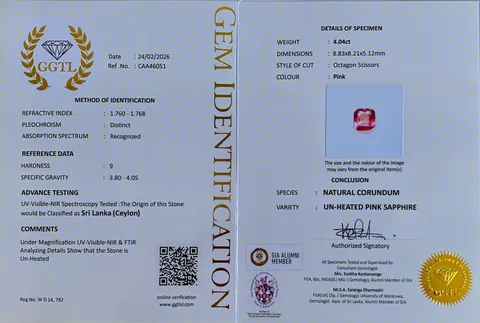 GGTL
Date : 24/02/2026
Ref .No. : CAA46051
METHOD OF IDENTIFICATION
REFRACTIVE INDEX : 1.760 - 1.768
PLEOCHROISM : Distinct
ABSORPTION SPECTRUM : Recognized
REFERENCE DATA
HARDNESS : 9
SPECIFIC GRAVITY : 3.80 - 4.05
ADVANCE TESTING
UV-Visible-NIR Spectroscopy Tested :The Origin of this Stone
would be Classified as Sri Lanka (Ceylon)
COMMENTS
Under Magnification UV-Visible-NIR & FTIR
Analyzing Details Show that the Stone is
Un-Heated
Reg.No. W D 14, 782
online verification
www.ggtlsl.com
GEM IDENTIFICATION
DETAILS OF SPECIMEN
WEIGHT : 4.04ct
DIMENSIONS : 8.83x8.21x5.12mm
STYLE OF CUT : Octagon Scissors
COLOUR : Pink
The size and the colour of the image
may vary from the original item(s)
CONCLUSION
SPECIES : NATURAL CORUNDUM
VARIETY : UN-HEATED PINK SAPPHIRE
Authorized Signatory
GIA ALUMNI
MEMBER
All Specimens Tested and Supervised by
Consultant Gemologist
Ms. Susitha Kankanamge
Mr.S.A. Saranga Dharmasiri